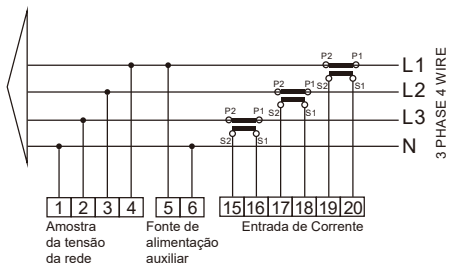 P2 P1
L1
S2 S1
P2 P1
L2
S2 S1
P2 P1
L3
S2 S1
N
3 PHASE 4 WIRE
1 2 3 4 5 6 15 16 17 18 19 20
Amostra
da tensão
da rede
Fonte de
alimentação
auxiliar
Entrada de Corrente